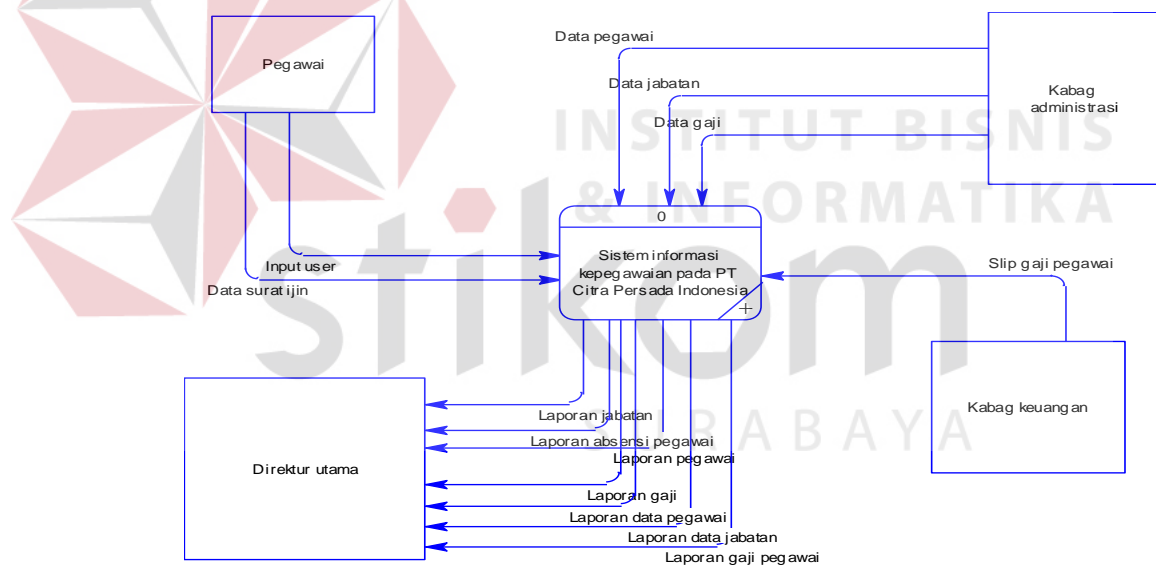 Pegawai
Data pegawai
Data jabatan
Data gaji
Kabag
administrasi
INSTITUT BISNIS
& INFORMATIKA
stikom
SURABAYA
0
Sistem informasi
kepegawaian pada PT
Citra Persada Indonesia
Input user
Data surat ijin
Slip gaji pegawai
Kabag keuangan
Direktur utama
Laporan jabatan
Laporan absensi pegawai
Laporan pegawai
Laporan gaji
Laporan data pegawai
Laporan data jabatan
Laporan gaji pegawai